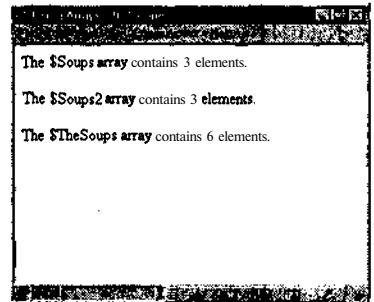 The $Soups array contains 3 elements.
The $Soups2 array contains 3 elements.
The $TheSoups array contains 6 elements.